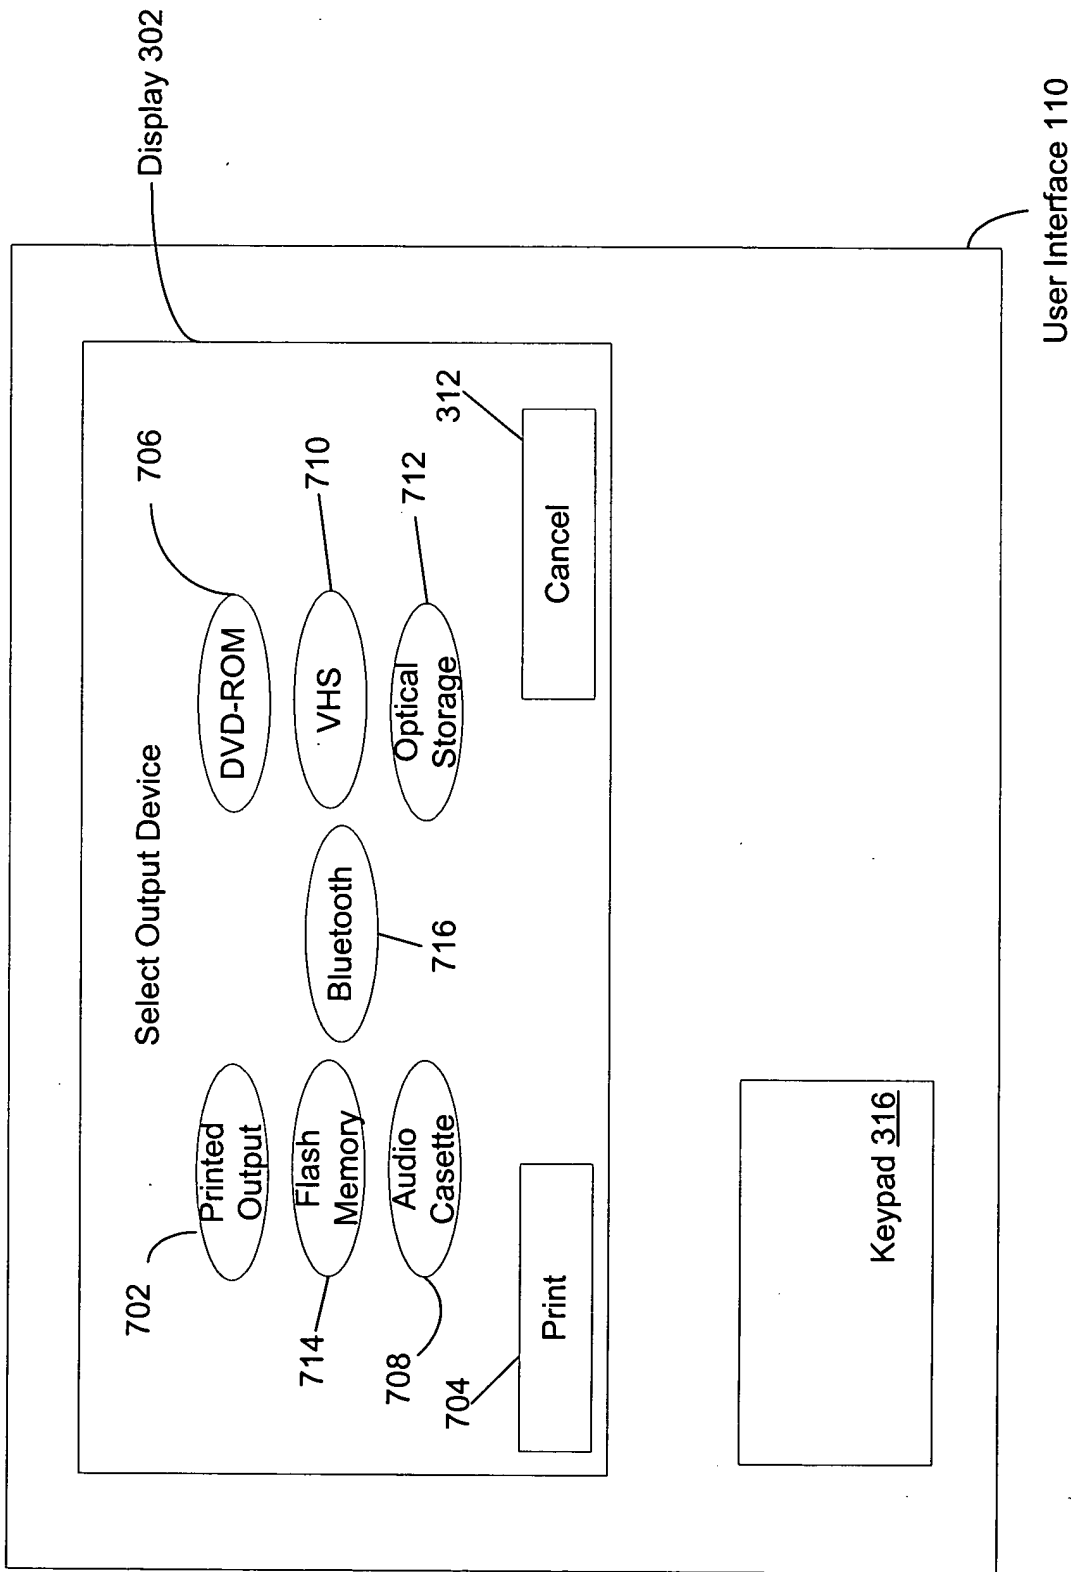 Display 302
Select Output Device
702
Printed
Output
DVD-ROM
706
714
Flash
Memory
Bluetooth
716
VHS
710
708
Audio
Casette
Optical
Storage
712
704
Print
Cancel
312
Keypad 316
User Interface 110